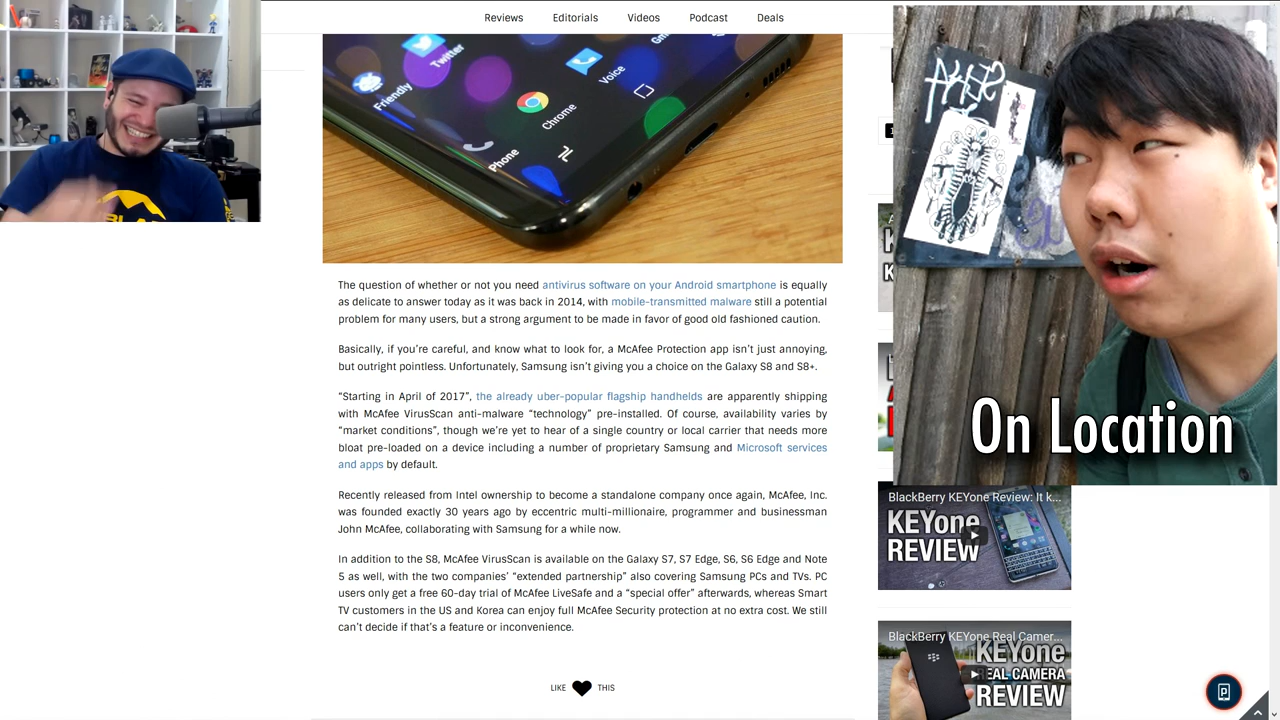 Reviews Editorials Videos Podcast Deals
Twitter
Friendly
Voice
Chrome
Phone
The question of whether or not you need antivirus software on your Android smartphone is equally
as delicate to answer today as it was back in 2014, with mobile-transmitted malware still a potential
problem for many users, but a strong argument to be made in favor of good old fashioned caution.
Basically, if you’re careful, and know what to look for, a McAfee Protection app isn’t just annoying,
but outright pointless. Unfortunately, Samsung isn’t giving you a choice on the Galaxy S8 and S8+.
“Starting in April of 2017”, the already uber-popular flagship handhelds are apparently shipping
with McAfee VirusScan anti-malware “technology” pre-installed. Of course, availability varies by
“market conditions”, though we’re yet to hear of a single country or local carrier that needs more
bloat pre-loaded on a device including a number of proprietary Samsung and Microsoft services
and apps by default.
Recently released from Intel ownership to become a standalone company once again, McAfee, Inc.
was founded exactly 30 years ago by eccentric multi-millionaire, programmer and businessman
John McAfee, collaborating with Samsung for a while now.
In addition to the S8, McAfee VirusScan is available on the Galaxy S7, S7 Edge, S6, S6 Edge and Note
5 as well, with the two companies’ “extended partnership” also covering Samsung PCs and TVs. PC
users only get a free 60-day trial of McAfee LiveSafe and a “special offer” afterwards, whereas Smart
TV customers in the US and Korea can enjoy full McAfee Security protection at no extra cost. We still
can’t decide if that’s a feature or inconvenience.
LIKE THIS
On Location
BlackBerry KEYone Review: It k...
KEYone
REVIEW
BlackBerry KEYone Real Camer...
KEYone
REAL CAMERA
REVIEW